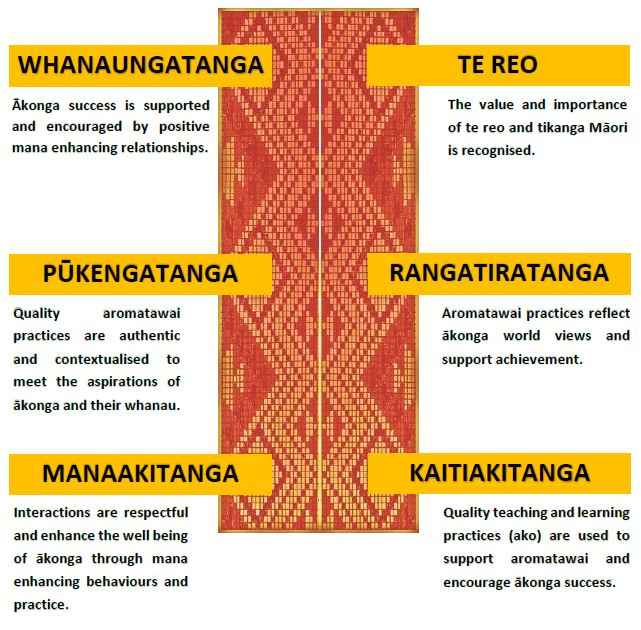 WHANAUNGATANGA
Ākonga success is supported
and encouraged by positive
mana enhancing relationships.
TE REO
The value and importance
of te reo and tikanga Māori
is recognised.
PŪKENGATANGA
Quality aromatawai
practices are authentic
and contextualised to
meet the aspirations of
ākonga and their whanau.
RANGATIRATANGA
Aromatawai practices reflect
ākonga world views and
support achievement.
MANAAKITANGA
Interactions are respectful
and enhance the well being
of ākonga through mana
enhancing behaviours and
practice.
KAITIAKITANGA
Quality teaching and learning
practices (ako) are used to
support aromatawai and
encourage ākonga success.